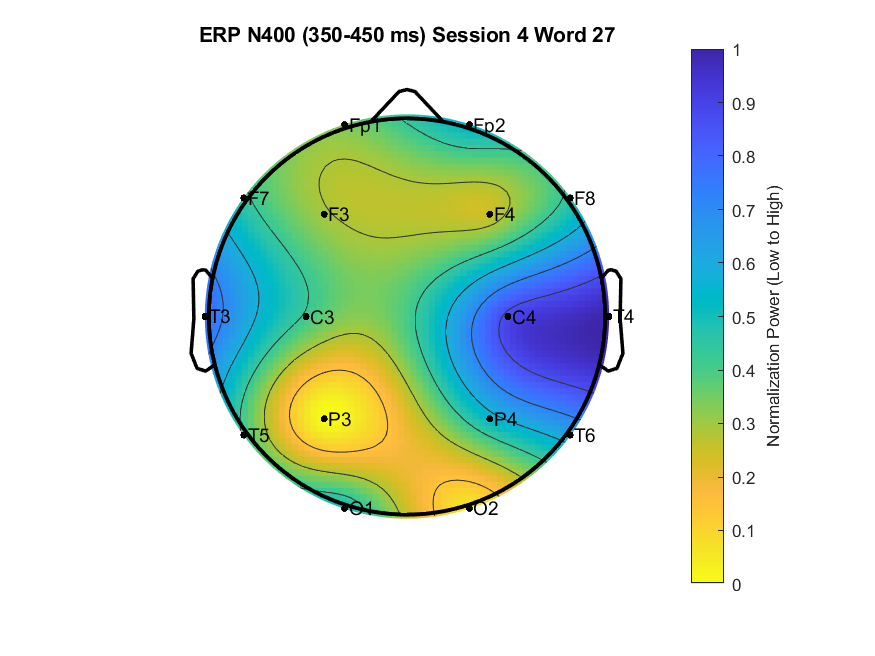 ERP N400 (350-450 ms) Session 4 Word 27
Fp1
Fp2
F7
F3
F4
F8
T3
C3
C4
T4
T5
P3
P4
T6
O1
O2
1
0.9
0.8
0.7
0.6
0.5
0.4
0.3
0.2
0.1
0
Normalization Power (Low to High)